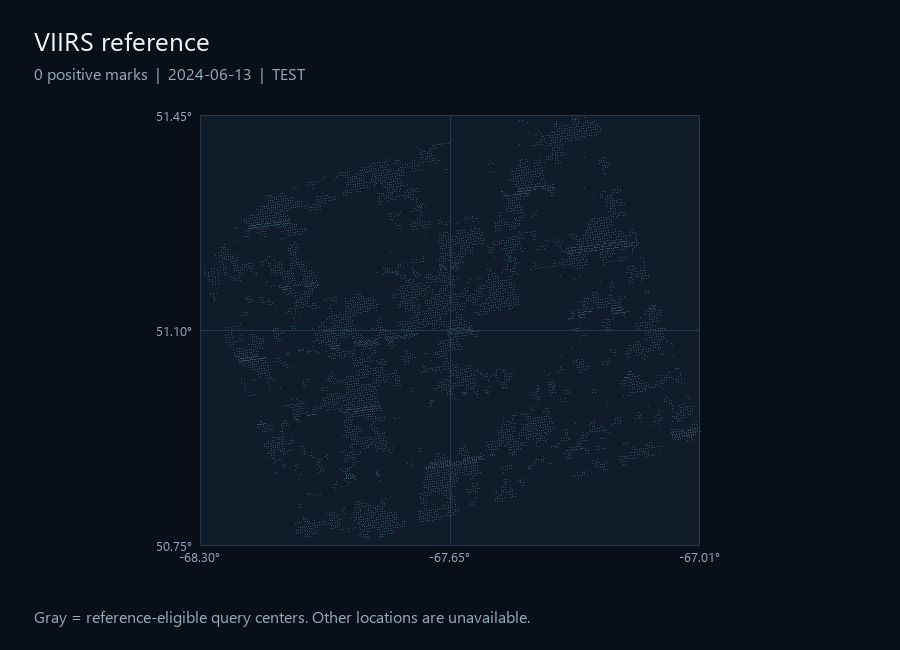 VIIRS reference
0 positive marks | 2024-06-13 | TEST
51.45°
51.10°
50.75°
-68.30°
-67.65°
-67.01°
Gray = reference-eligible query centers. Other locations are unavailable.